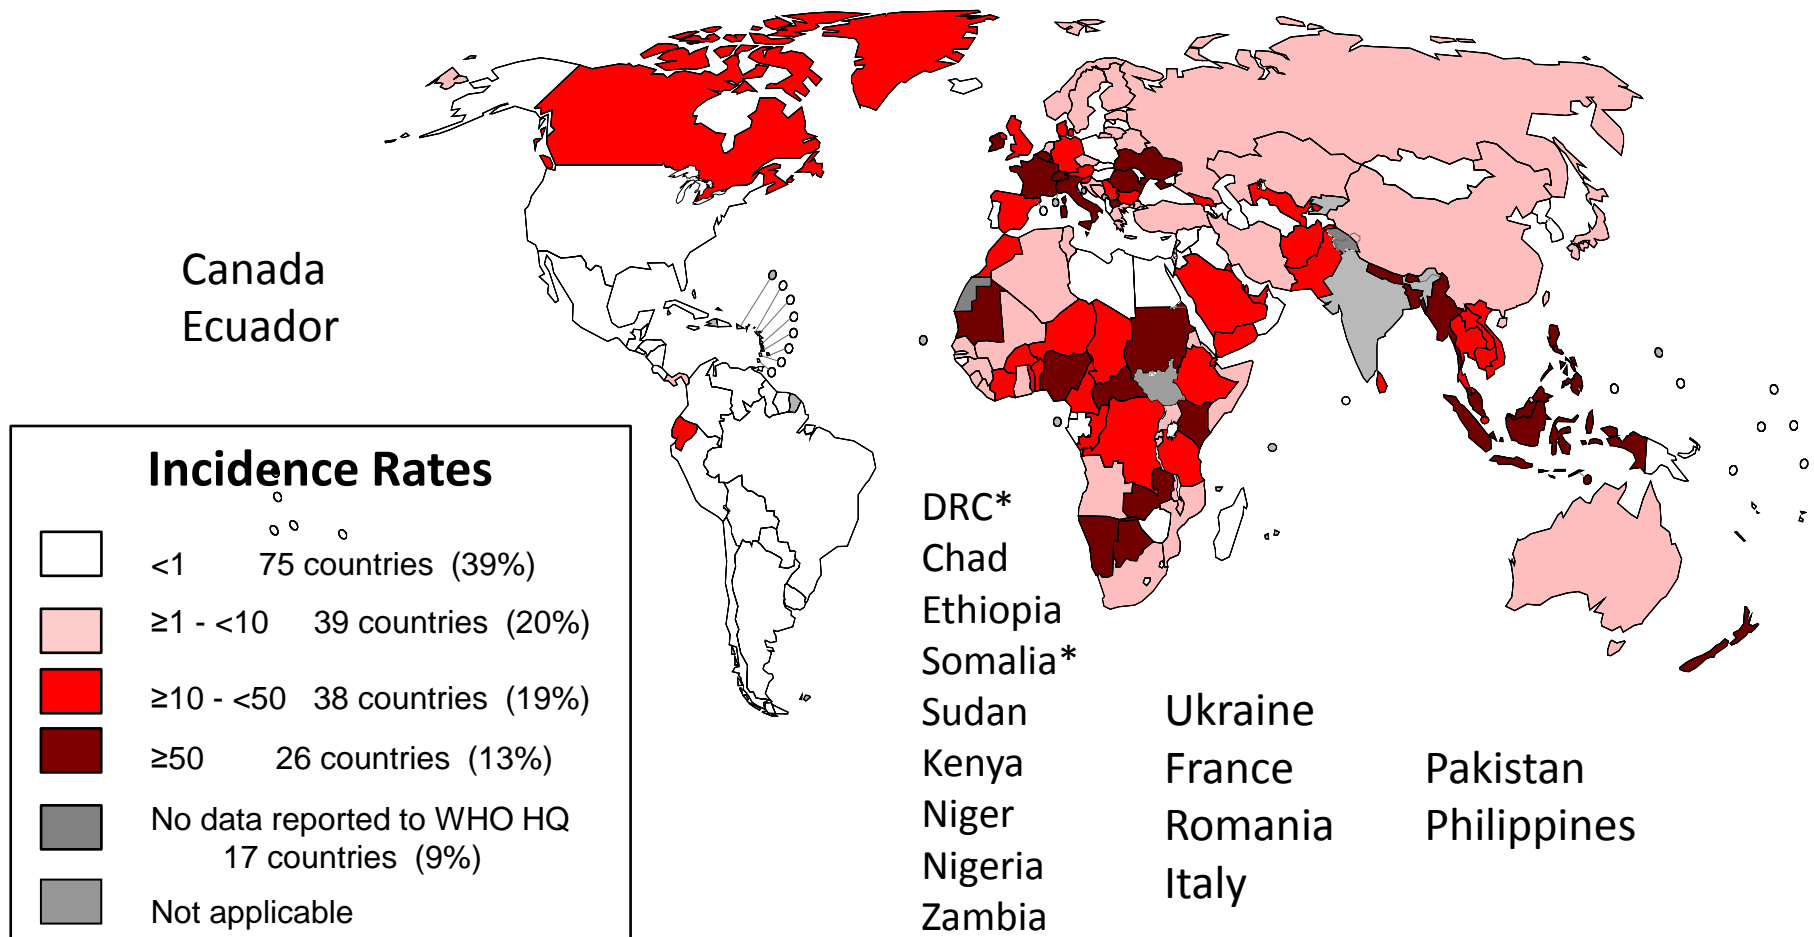 Canada
Ecuador
Incidence Rates
<1 75 countries (39%)
≥1 - <10 39 countries (20%)
≥10 - <50 38 countries (19%)
≥50 26 countries (13%)
No data reported to WHO HQ
17 countries (9%)
Not applicable
DRC*
Chad
Ethiopia
Somalia*
Sudan
Kenya
Niger
Nigeria
Zambia
Ukraine
France
Romania
Italy
Pakistan
Philippines